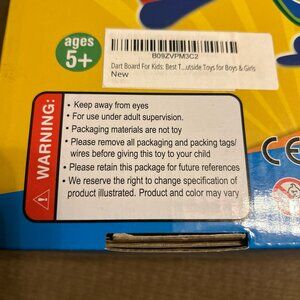 ages
5+
B09ZVPM3C2
Dart Board For Kids: Best T...utside Toys for Boys & Girls
New
WARNING:
• Keep away from eyes
• For use under adult supervision.
• Packaging materials are not toy
• Please remove all packaging and packing tags/
wires before giving this toy to your child
• Please retain this package for future references
• We reserve the right to change specification of
product illustrated. Product and color may vary
CE